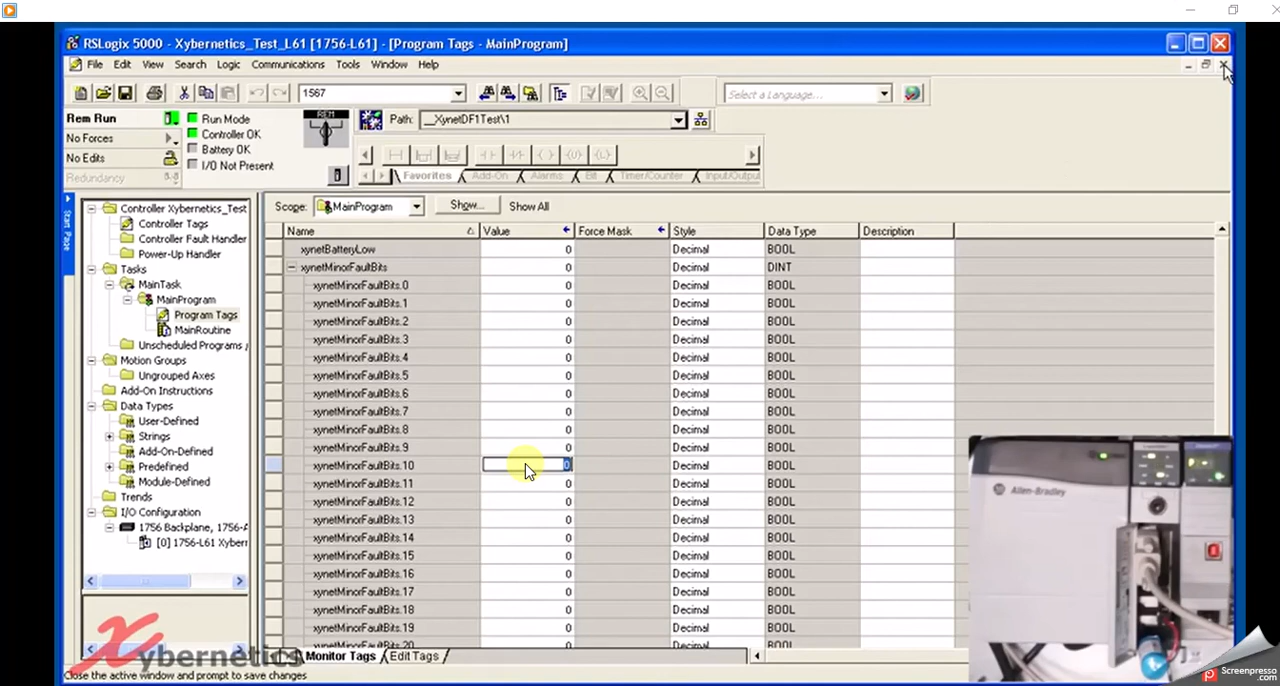 RSLogix 5000 - Xybernetics_Test_L61 [1756-L61] - [Program Tags - MainProgram]
File Edit View Search Logic Communications Tools Window Help
1567
Select a Language...
Rem Run
Run Mode
No Forces
Controller OK
No Edits
Battery OK
Redundancy
I/O Not Present
REM
Path: __XynetDF1Test\1
Favorites Add-On Alarms Bit Timer/Counter Input/Output
Start Page
Controller Xybernetics_Test
Controller Tags
Controller Fault Handler
Power-Up Handler
Tasks
MainTask
MainProgram
Program Tags
MainRoutine
Unscheduled Programs /
Motion Groups
Ungrouped Axes
Add-On Instructions
Data Types
User-Defined
Strings
Add-On-Defined
Predefined
Module-Defined
Trends
I/O Configuration
1756 Backplane, 1756-A
[0] 1756-L61 Xybern
Scope: MainProgram Show... Show All
Name Value Force Mask Style Data Type Description
xynetBatteryLow 0 Decimal BOOL
xynetMinorFaultBits 0 Decimal DINT
xynetMinorFaultBits.0 0 Decimal BOOL
xynetMinorFaultBits.1 0 Decimal BOOL
xynetMinorFaultBits.2 0 Decimal BOOL
xynetMinorFaultBits.3 0 Decimal BOOL
xynetMinorFaultBits.4 0 Decimal BOOL
xynetMinorFaultBits.5 0 Decimal BOOL
xynetMinorFaultBits.6 0 Decimal BOOL
xynetMinorFaultBits.7 0 Decimal BOOL
xynetMinorFaultBits.8 0 Decimal BOOL
xynetMinorFaultBits.9 0 Decimal BOOL
xynetMinorFaultBits.10 0 Decimal BOOL
xynetMinorFaultBits.11 0 Decimal BOOL
xynetMinorFaultBits.12 0 Decimal BOOL
xynetMinorFaultBits.13 0 Decimal BOOL
xynetMinorFaultBits.14 0 Decimal BOOL
xynetMinorFaultBits.15 0 Decimal BOOL
xynetMinorFaultBits.16 0 Decimal BOOL
xynetMinorFaultBits.17 0 Decimal BOOL
xynetMinorFaultBits.18 0 Decimal BOOL
xynetMinorFaultBits.19 0 Decimal BOOL
xynetMinorFaultBits.20 0 Decimal BOOL
Monitor Tags Edit Tags
Close the active window and prompt to save changes
Xybernetics
Allen-Bradley
Screenpresso
.com